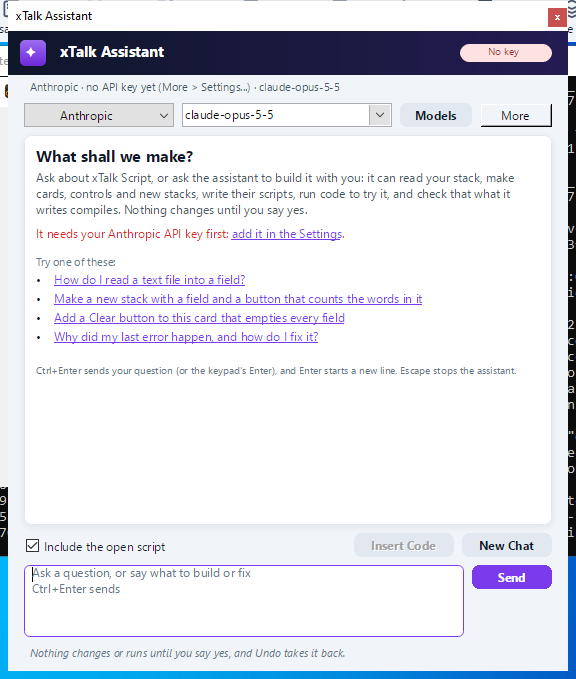 xTalk Assistant
xTalk Assistant
No key
Anthropic · no API key yet (More > Settings...) · claude-opus-5-5
Anthropic
claude-opus-5-5
Models
More
What shall we make?
Ask about xTalk Script, or ask the assistant to build it with you: it can read your stack, make
cards, controls and new stacks, write their scripts, run code to try it, and check that what it
writes compiles. Nothing changes until you say yes.
It needs your Anthropic API key first: add it in the Settings.
Try one of these:
• How do I read a text file into a field?
• Make a new stack with a field and a button that counts the words in it
• Add a Clear button to this card that empties every field
• Why did my last error happen, and how do I fix it?
Ctrl+Enter sends your question (or the keypad's Enter), and Enter starts a new line. Escape stops the assistant.
Include the open script
Insert Code
New Chat
Ask a question, or say what to build or fix
Ctrl+Enter sends
Send
Nothing changes or runs until you say yes, and Undo takes it back.